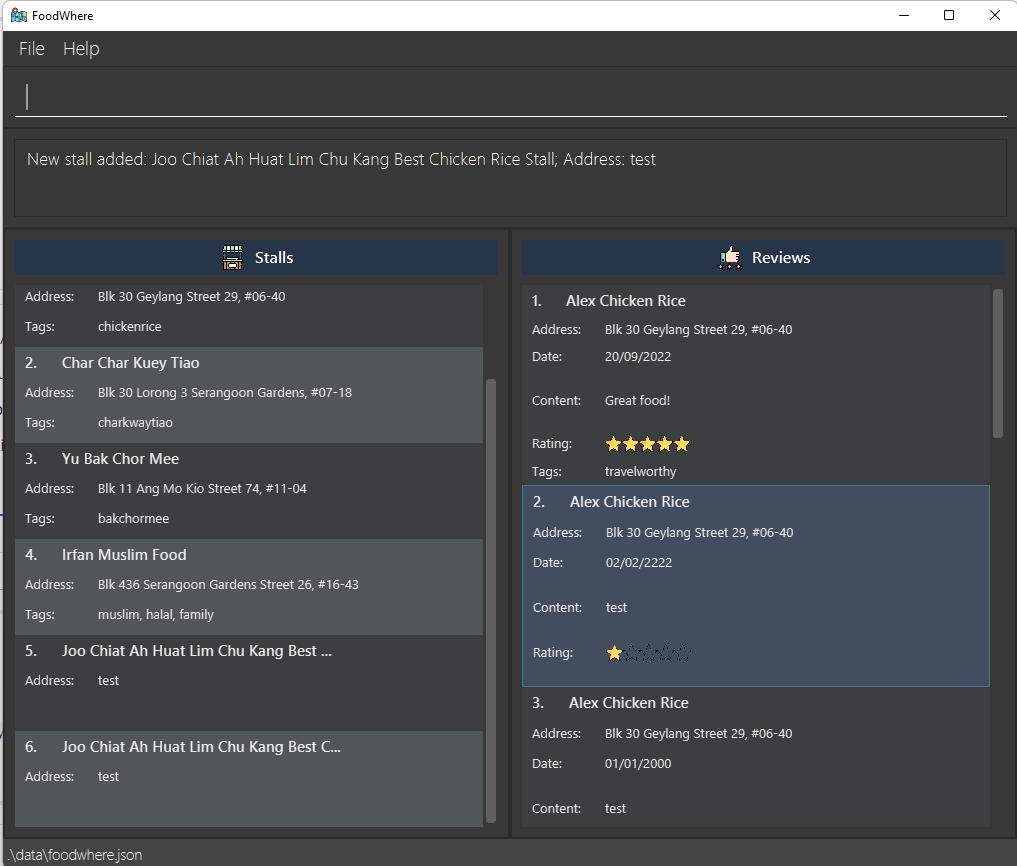 FoodWhere
File Help
New stall added: Joo Chiat Ah Huat Lim Chu Kang Best Chicken Rice Stall; Address: test
Stalls
Address: Blk 30 Geylang Street 29, #06-40
Tags: chickenrice
2. Char Char Kuey Tiao
Address: Blk 30 Lorong 3 Serangoon Gardens, #07-18
Tags: charkwaytiao
3. Yu Bak Chor Mee
Address: Blk 11 Ang Mo Kio Street 74, #11-04
Tags: bakchormee
4. Irfan Muslim Food
Address: Blk 436 Serangoon Gardens Street 26, #16-43
Tags: muslim, halal, family
5. Joo Chiat Ah Huat Lim Chu Kang Best ...
Address: test
6. Joo Chiat Ah Huat Lim Chu Kang Best C...
Address: test
Reviews
1. Alex Chicken Rice
Address: Blk 30 Geylang Street 29, #06-40
Date: 20/09/2022
Content: Great food!
Rating:
Tags: travelworthy
2. Alex Chicken Rice
Address: Blk 30 Geylang Street 29, #06-40
Date: 02/02/2222
Content: test
Rating:
3. Alex Chicken Rice
Address: Blk 30 Geylang Street 29, #06-40
Date: 01/01/2000
Content: test
.\data\foodwhere.json